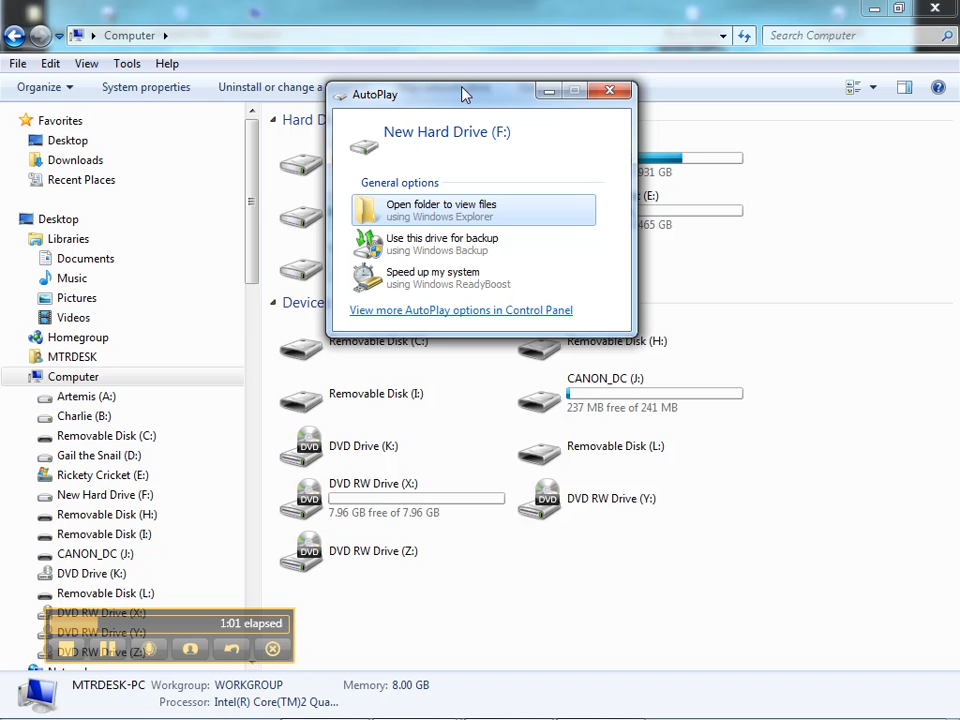 Computer
Search Computer
File Edit View Tools Help
Organize System properties Uninstall or change a
AutoPlay
New Hard Drive (F:)
General options
Open folder to view files
using Windows Explorer
Use this drive for backup
using Windows Backup
Speed up my system
using Windows ReadyBoost
View more AutoPlay options in Control Panel
Favorites
Desktop
Downloads
Recent Places
Desktop
Libraries
Documents
Music
Pictures
Videos
Homegroup
MTRDESK
Computer
Artemis (A:)
Charlie (B:)
Removable Disk (C:)
Gail the Snail (D:)
Rickety Cricket (E:)
New Hard Drive (F:)
Removable Disk (H:)
Removable Disk (I:)
CANON_DC (J:)
DVD Drive (K:)
Removable Disk (L:)
DVD RW Drive (X:)
DVD RW Drive (Y:)
DVD RW Drive (Z:)
1:01 elapsed
Hard D
931 GB
(E:)
465 GB
Device
Removable Disk (C:)
Removable Disk (H:)
Removable Disk (I:)
CANON_DC (J:)
237 MB free of 241 MB
DVD Drive (K:)
Removable Disk (L:)
DVD RW Drive (X:)
7.96 GB free of 7.96 GB
DVD RW Drive (Y:)
DVD RW Drive (Z:)
MTRDESK-PC Workgroup: WORKGROUP Memory: 8.00 GB
Processor: Intel(R) Core(TM)2 Qua...